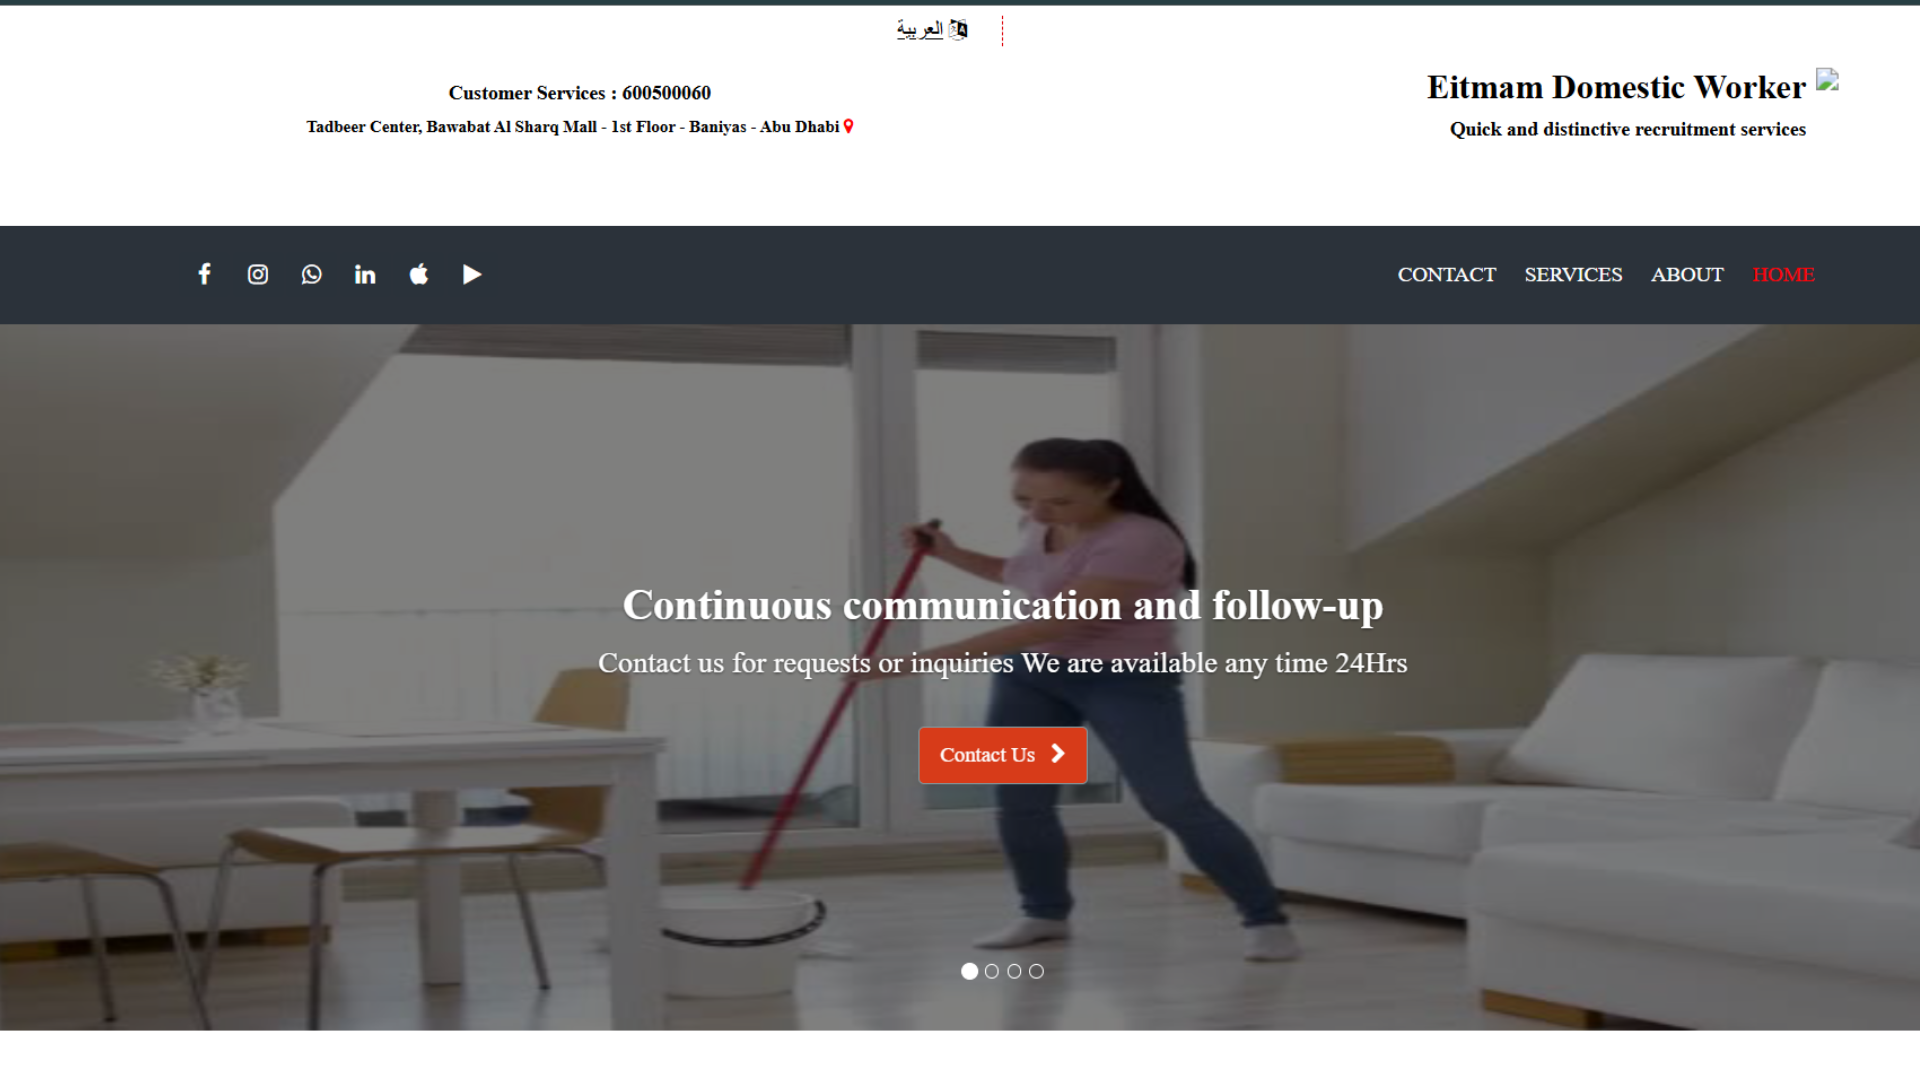 العربية
Customer Services : 600500060
Tadbeer Center, Bawabat Al Sharq Mall - 1st Floor - Baniyas - Abu Dhabi
Eitmam Domestic Worker
Quick and distinctive recruitment services
CONTACT SERVICES ABOUT HOME
Continuous communication and follow-up
Contact us for requests or inquiries We are available any time 24Hrs
Contact Us